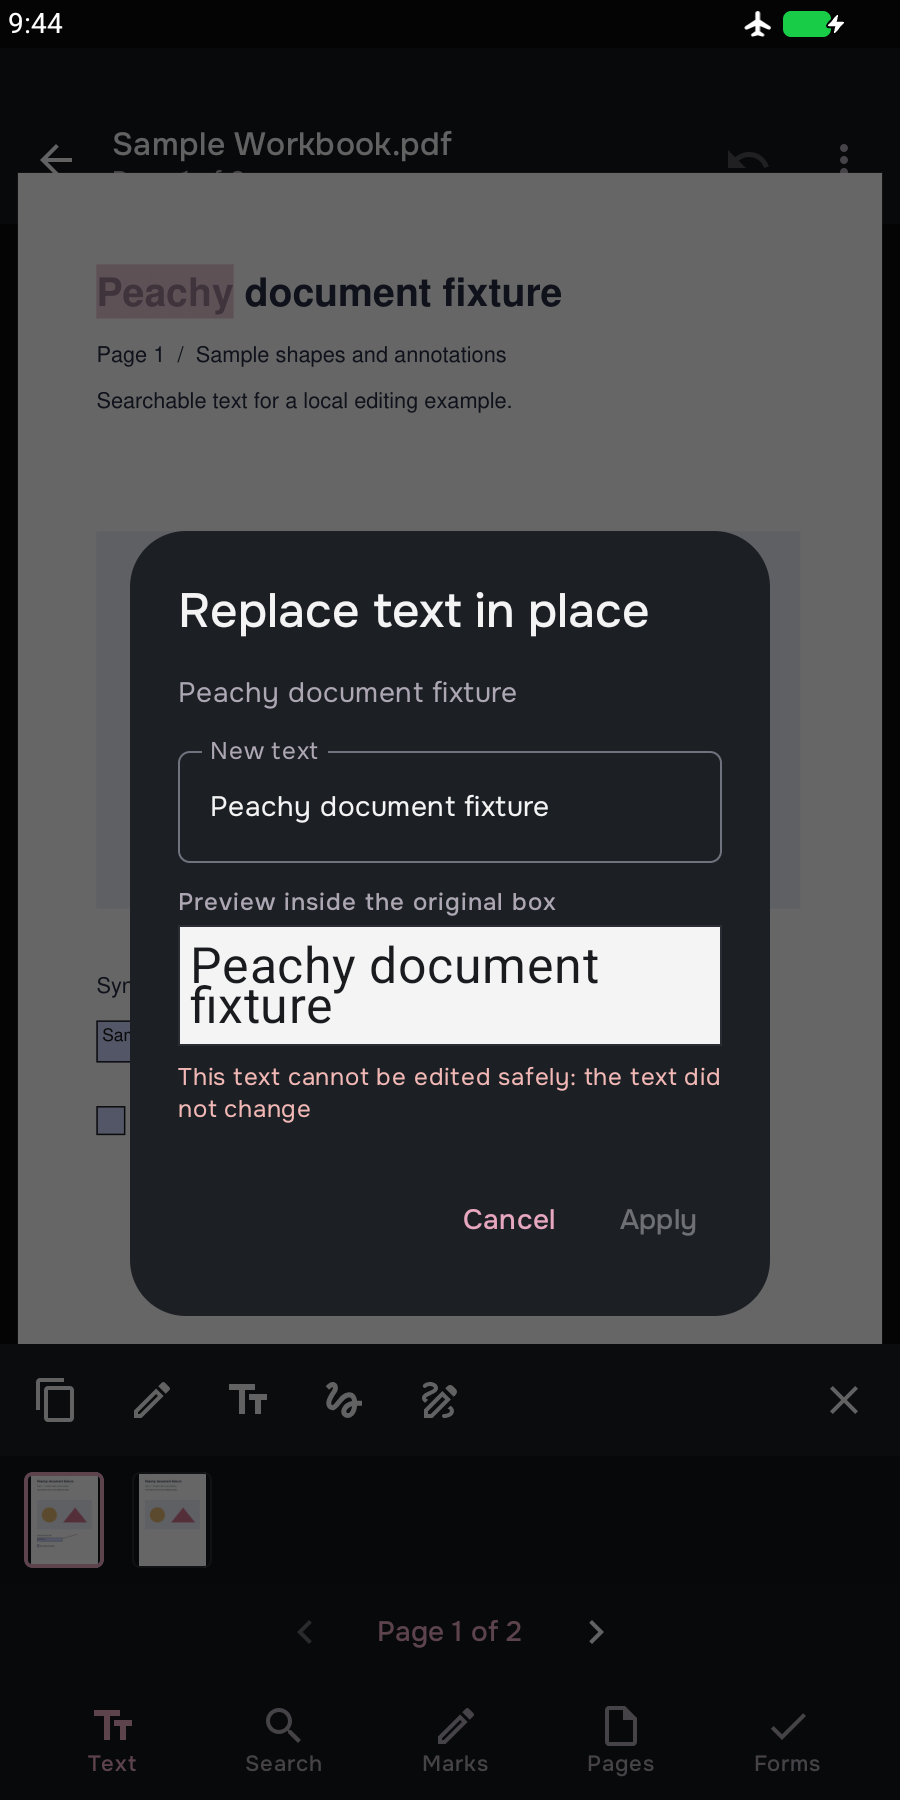 9:44
Sample Workbook.pdf
Peachy document fixture
Page 1 / Sample shapes and annotations
Searchable text for a local editing example.
Replace text in place
Peachy document fixture
New text
Peachy document fixture
Preview inside the original box
Peachy document
fixture
This text cannot be edited safely: the text did
not change
Cancel Apply
Page 1 of 2
Text Search Marks Pages Forms